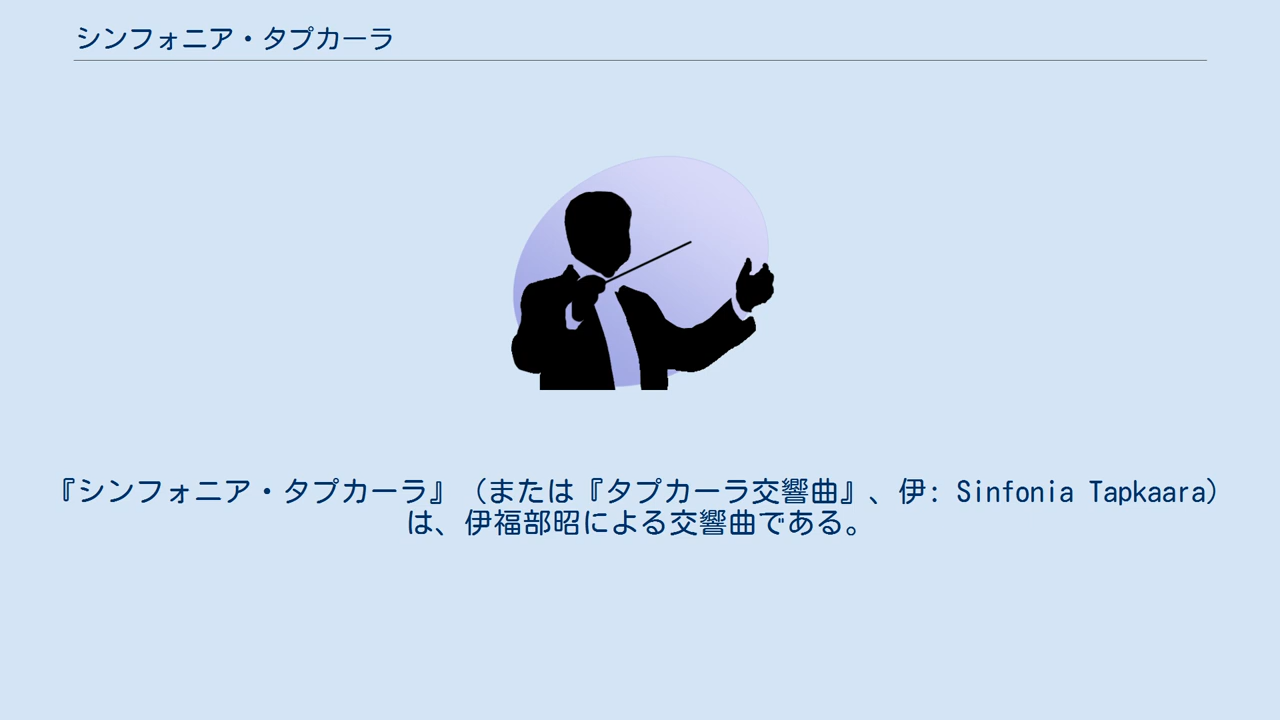 シンフォニア・タプカーラ
『シンフォニア・タプカーラ』（または『タプカーラ交響曲』、伊: Sinfonia Tapkaara）
は、伊福部昭による交響曲である。